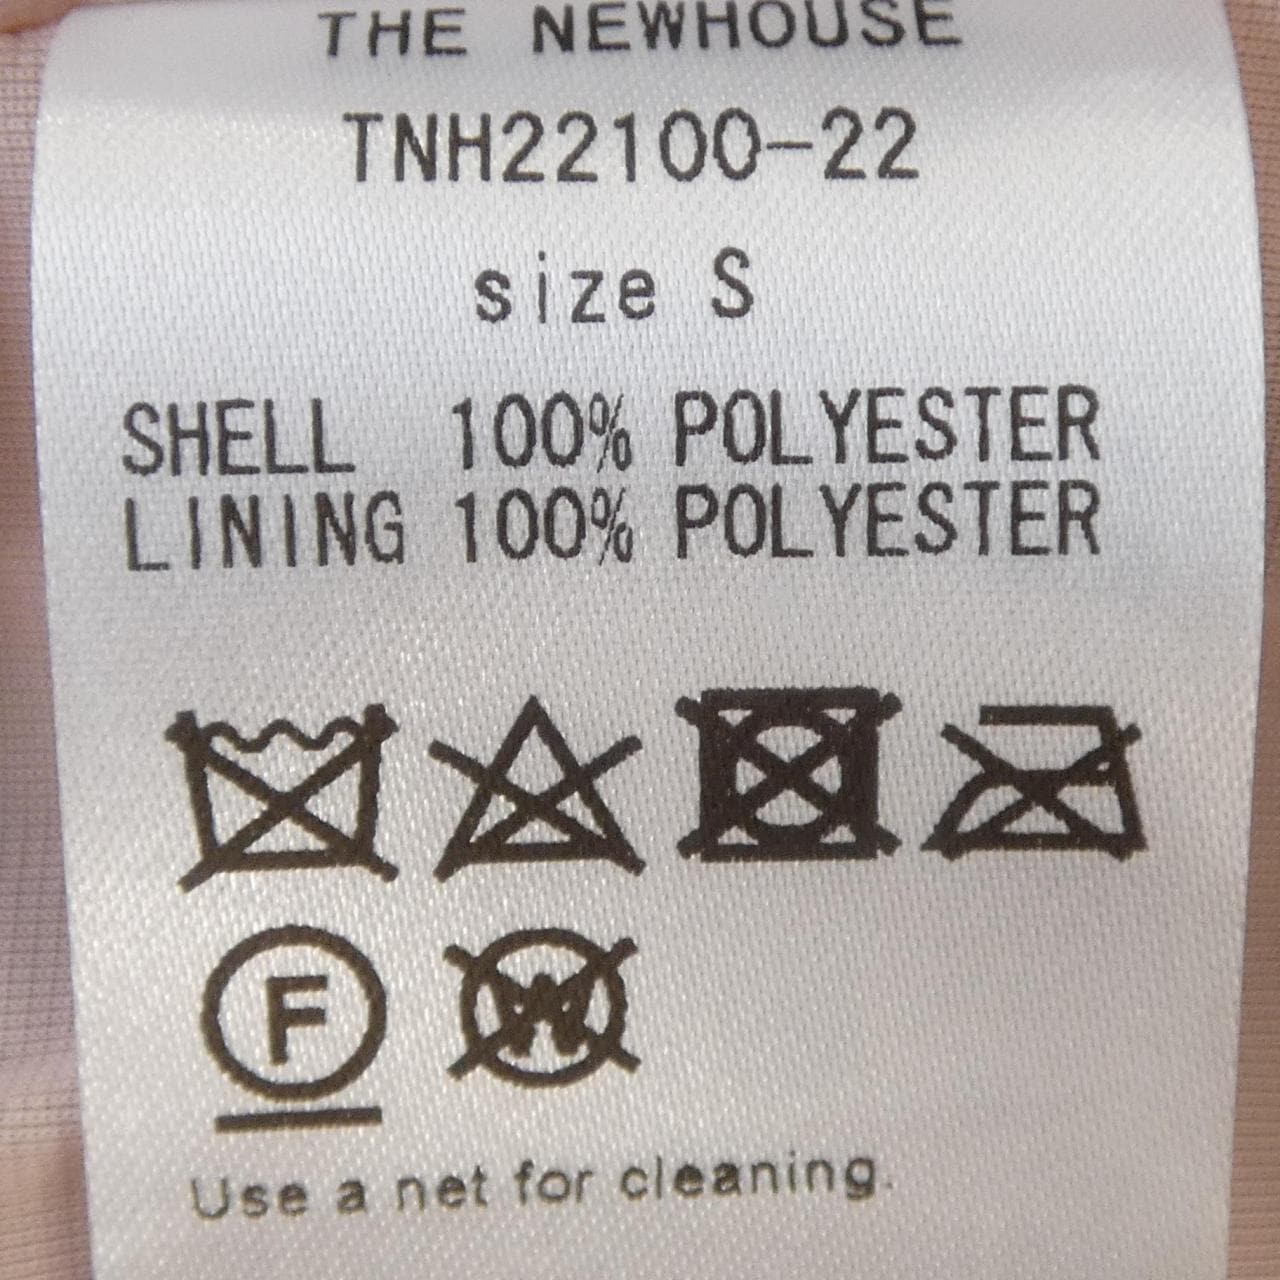 THE NEWHOUSE
TNH22100-22
size S
SHELL 100% POLYESTER
LINING 100% POLYESTER
F W
Use a net for cleaning.